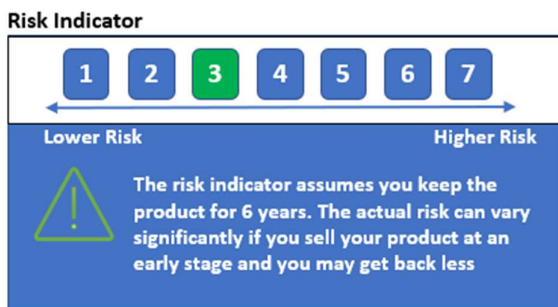 Risk Indicator
1 2 3 4 5 6 7
Lower Risk Higher Risk
The risk indicator assumes you keep the
product for 6 years. The actual risk can vary
significantly if you sell your product at an
early stage and you may get back less